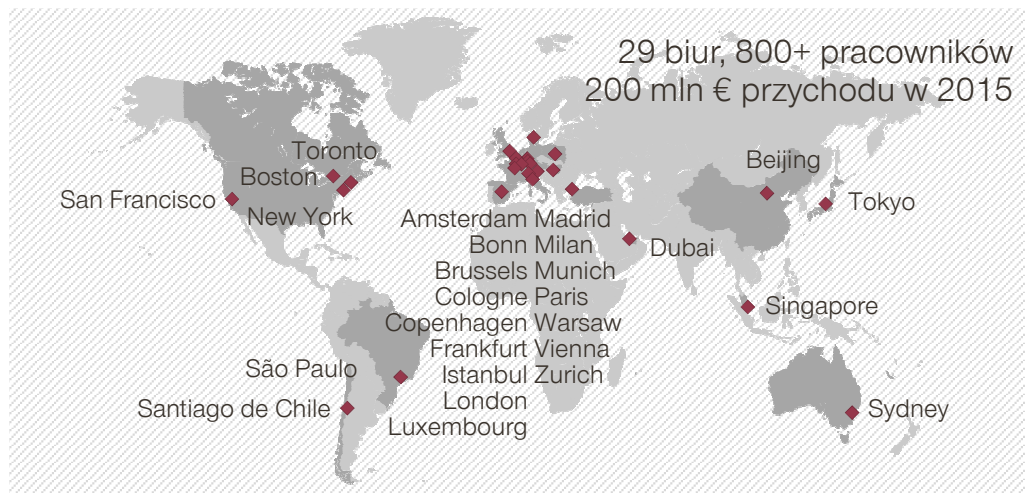 29 biur, 800+ pracowników
200 mln € przychodu w 2015
Toronto
Boston
San Francisco
New York
Beijing
Tokyo
Amsterdam Madrid
Bonn Milan
Dubai
Brussels Munich
Cologne Paris
Singapore
Copenhagen Warsaw
Frankfurt Vienna
São Paulo
Istanbul Zurich
London
Santiago de Chile
Sydney
Luxembourg